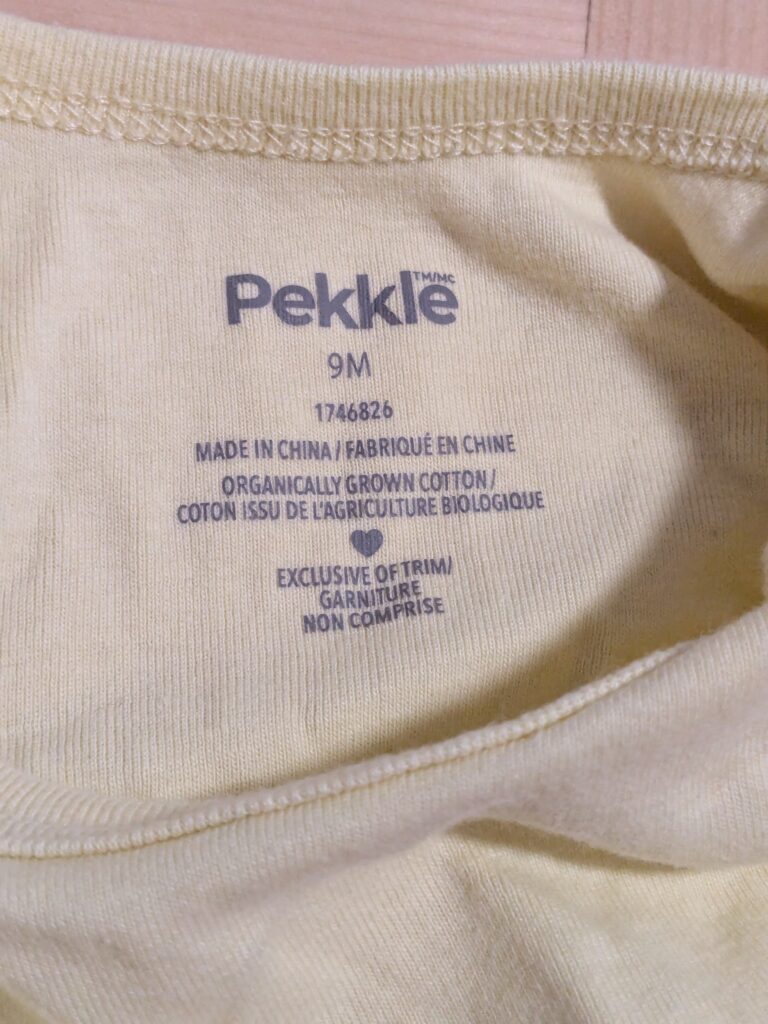 Pekkle TM/MC
9M
1746826
MADE IN CHINA / FABRIQUÉ EN CHINE
ORGANICALLY GROWN COTTON /
COTON ISSU DE L'AGRICULTURE BIOLOGIQUE
EXCLUSIVE OF TRIM/
GARNITURE
NON COMPRISE